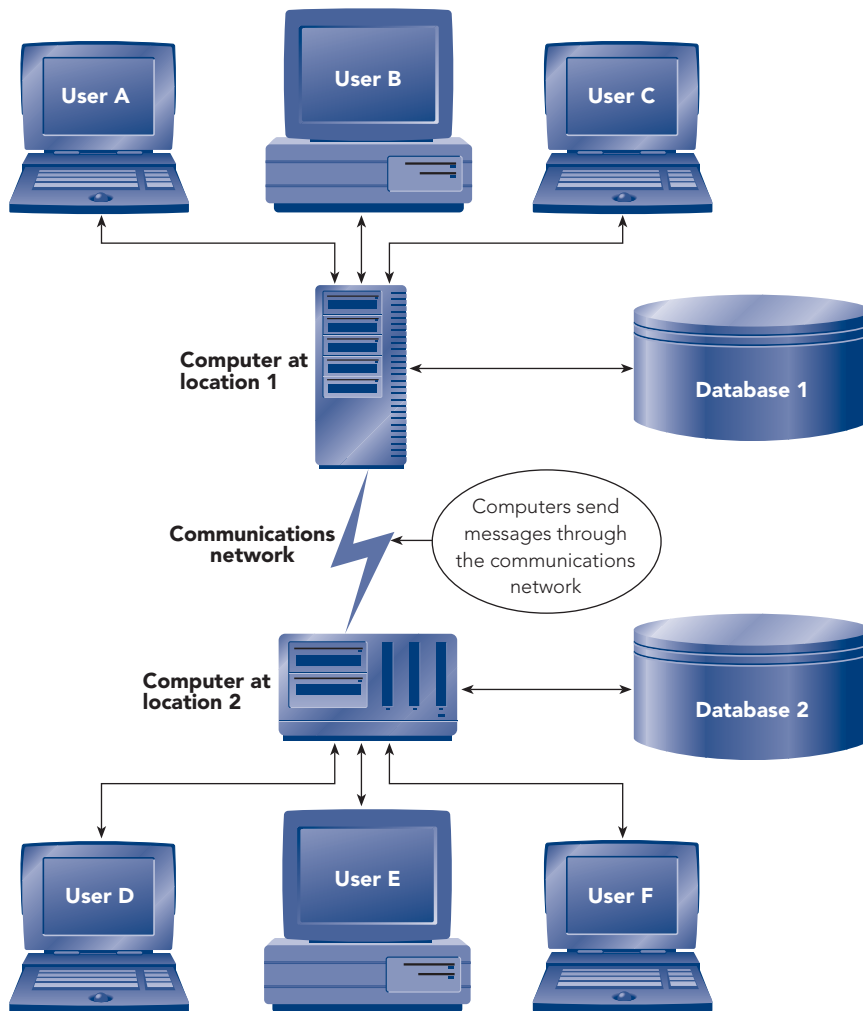 User A
User B
User C
Computer at
location 1
Database 1
Communications
network
Computers send
messages through
the communications
network
Computer at
location 2
Database 2
User D
User E
User F